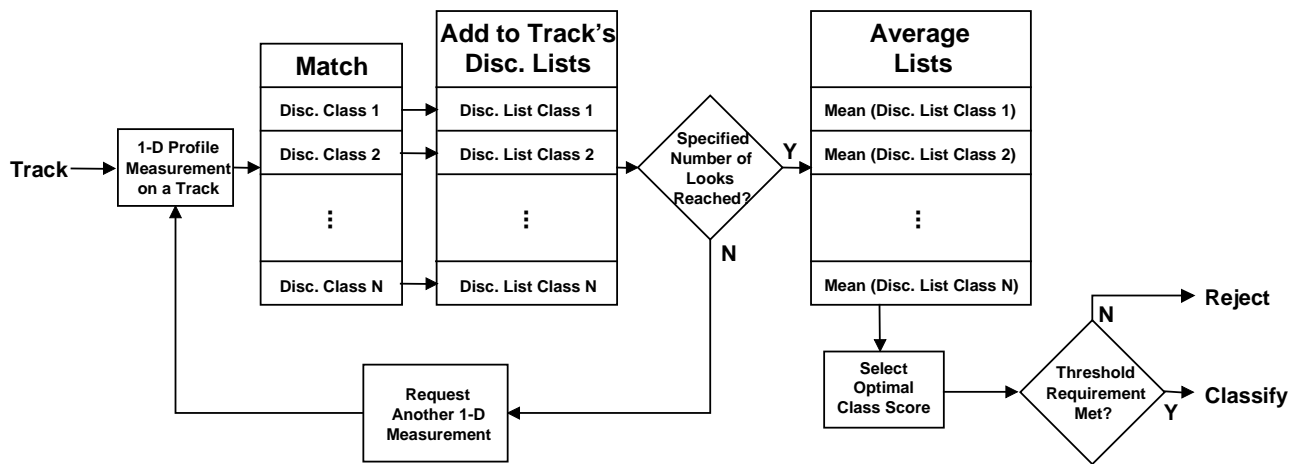 Track
1-D Profile
Measurement
on a Track
Match
Disc. Class 1
Disc. Class 2
...
Disc. Class N
Add to Track's
Disc. Lists
Disc. List Class 1
Disc. List Class 2
...
Disc. List Class N
Specified
Number of
Looks
Reached?
Y
N
Request
Another 1-D
Measurement
Average
Lists
Mean (Disc. List Class 1)
Mean (Disc. List Class 2)
...
Mean (Disc. List Class N)
Select
Optimal
Class Score
Threshold
Requirement
Met?
N
Reject
Y
Classify